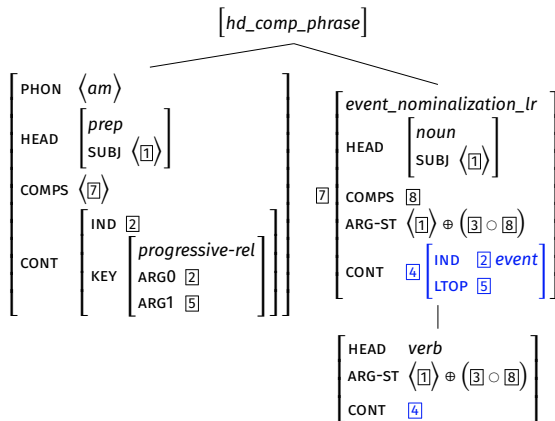 [hd_comp_phrase]
PHON ⟨am⟩
HEAD [prep
SUBJ ⟨1⟩]
COMPS ⟨7⟩
CONT [IND 2
KEY [progressive-rel
ARG0 2
ARG1 5]]
7 [event_nominalization_lr
HEAD [noun
SUBJ ⟨1⟩]
COMPS 8
ARG-ST ⟨1⟩ ⊕ (3 ○ 8)
CONT 4 [IND 2 event
LTOP 5]]
HEAD verb
ARG-ST ⟨1⟩ ⊕ (3 ○ 8)
CONT 4